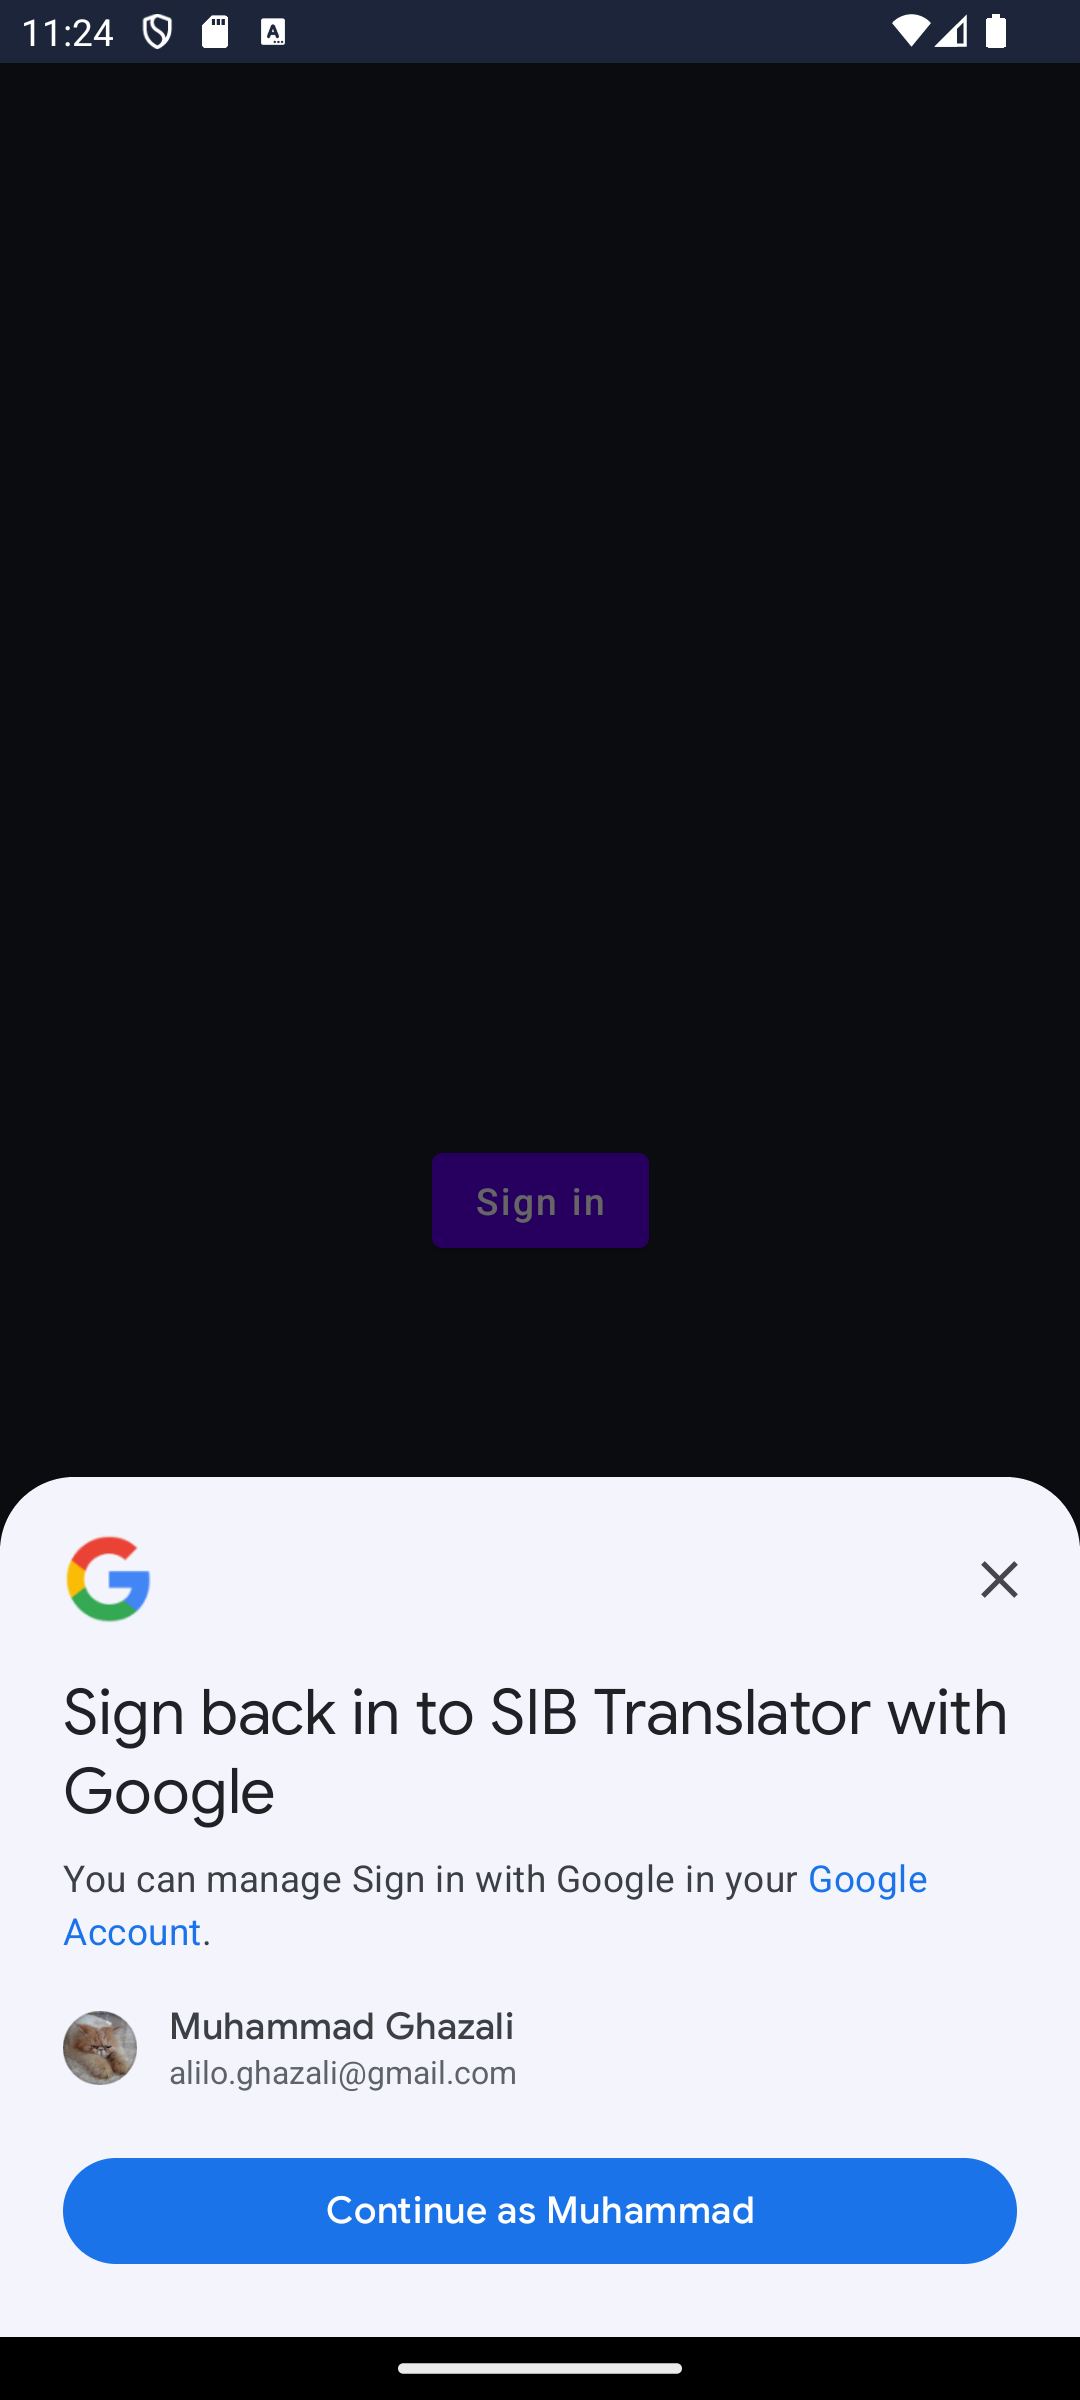 11:24
Sign in
Sign back in to SIB Translator with
Google
You can manage Sign in with Google in your Google
Account.
Muhammad Ghazali
alilo.ghazali@gmail.com
Continue as Muhammad